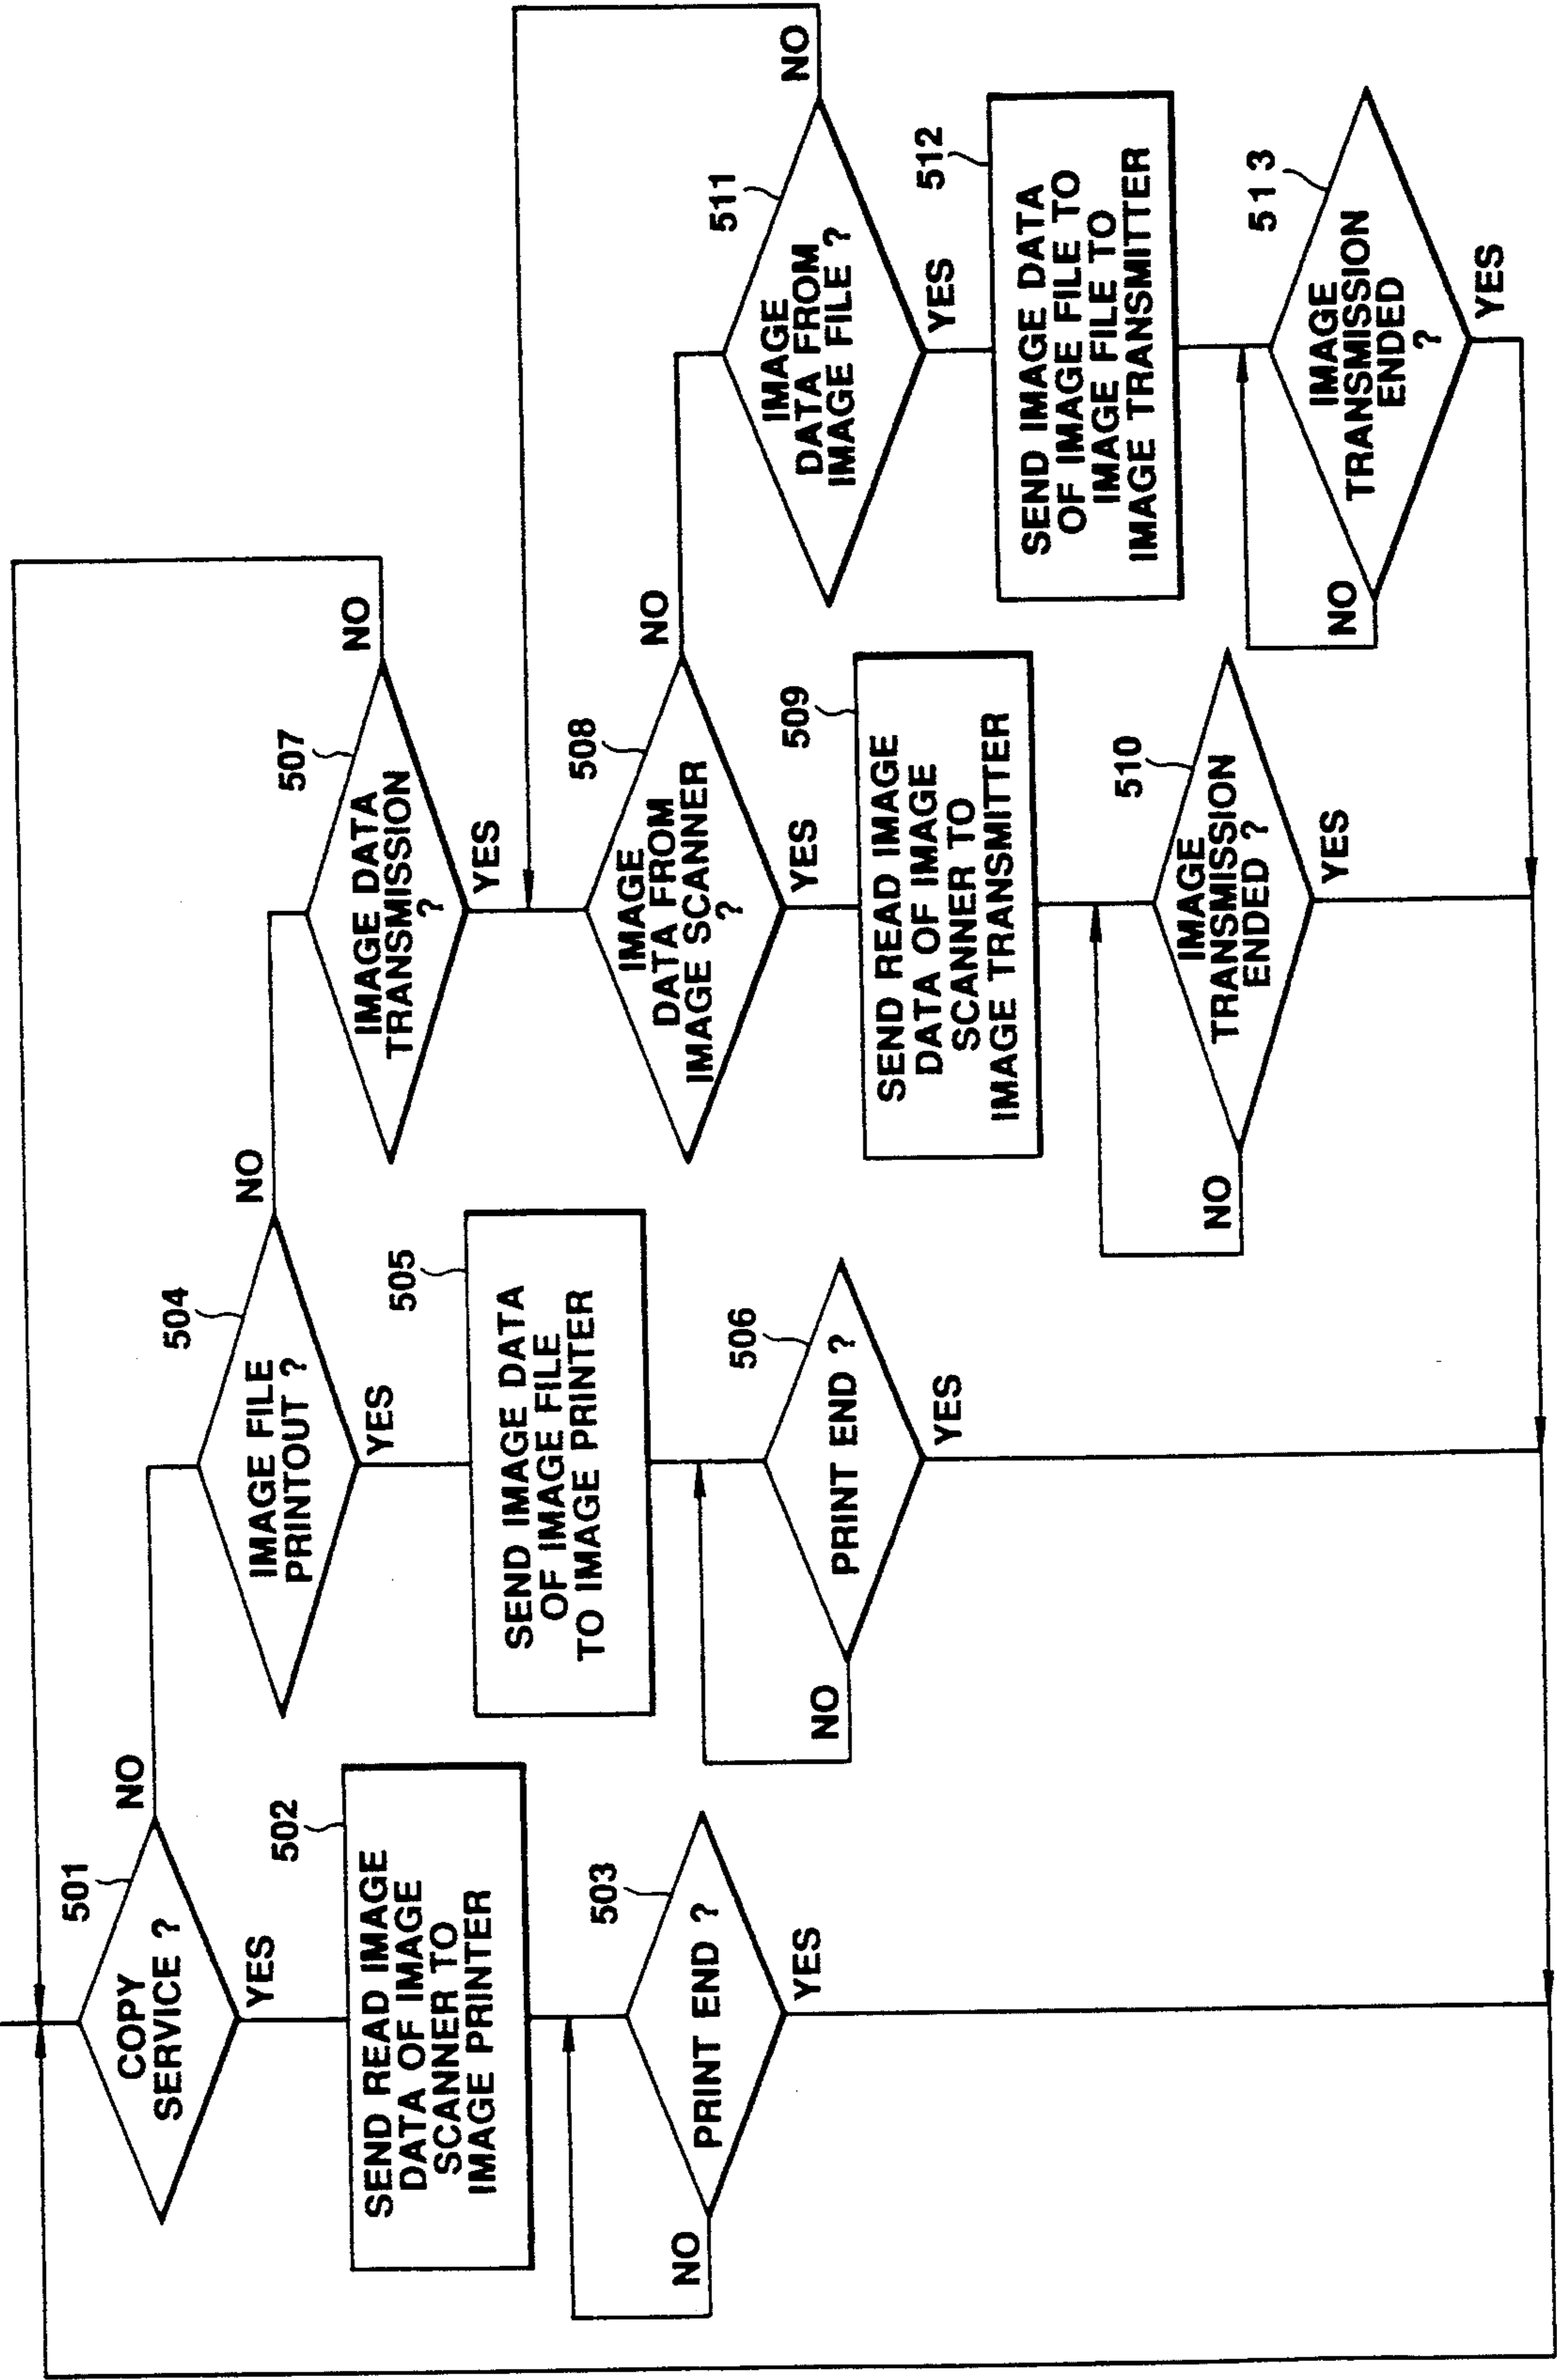 501
COPY
SERVICE ?
NO
YES
502
SEND READ IMAGE
DATA OF IMAGE
SCANNER TO
IMAGE PRINTER
503
PRINT END ?
NO
YES
504
IMAGE FILE
PRINTOUT ?
NO
YES
505
SEND IMAGE DATA
OF IMAGE FILE
TO IMAGE PRINTER
506
PRINT END ?
NO
YES
507
IMAGE DATA
TRANSMISSION
?
NO
YES
508
IMAGE
DATA FROM
IMAGE SCANNER
?
NO
YES
509
SEND READ IMAGE
DATA OF IMAGE
SCANNER TO
IMAGE TRANSMITTER
510
IMAGE
TRANSMISSION
ENDED ?
NO
YES
511
IMAGE
DATA FROM
IMAGE FILE ?
NO
YES
512
SEND IMAGE DATA
OF IMAGE FILE TO
IMAGE FILE TO
IMAGE TRANSMITTER
513
IMAGE
TRANSMISSION
ENDED
?
NO
YES